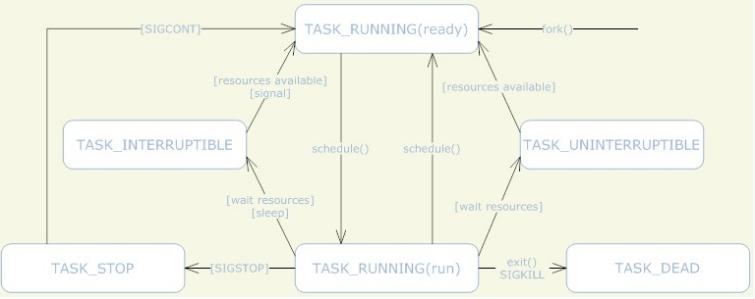 [SIGCONT]
TASK_RUNNING(ready)
fork()
[resources available]
[signal]
[resources available]
TASK_INTERRUPTIBLE
schedule()
schedule()
TASK_UNINTERRUPTIBLE
[wait resources]
[sleep]
[wait resources]
TASK_STOP
[SIGSTOP]
TASK_RUNNING(run)
exit()
SIGKILL
TASK_DEAD